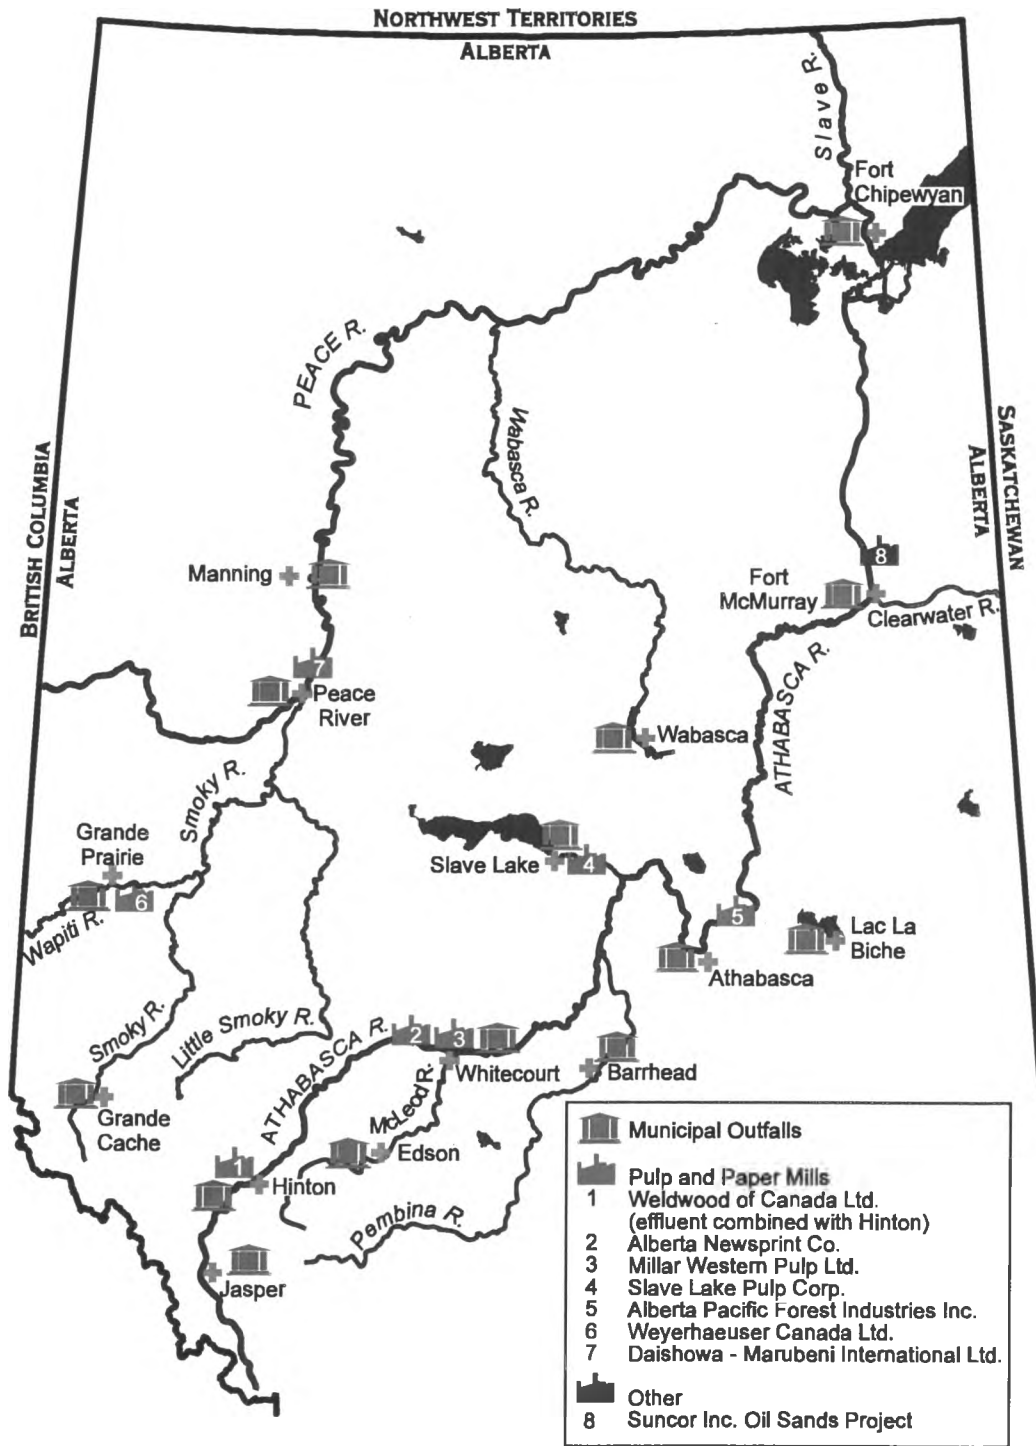 NORTHWEST TERRITORIES
ALBERTA
Slave R.
Fort
Chipewyan
PEACE R.
Wabasca R.
BRITISH COLUMBIA
ALBERTA
SASKATCHEWAN
ALBERTA
8
Manning
Fort
McMurray
Clearwater R.
7
Peace
River
Wabasca
ATHABASCA R.
Smoky R.
Grande
Prairie
Slave Lake
4
6
5
Wapiti R.
Lac La
Biche
Athabasca
Smoky R.
Little Smoky R.
ATHABASCA R.
2
3
Whitecourt
Barrhead
McLeod R.
Grande
Cache
Edson
1
Hinton
Pembina R.
Jasper
Municipal Outfalls
Pulp and Paper Mills
1 Weldwood of Canada Ltd.
(effluent combined with Hinton)
2 Alberta Newsprint Co.
3 Millar Western Pulp Ltd.
4 Slave Lake Pulp Corp.
5 Alberta Pacific Forest Industries Inc.
6 Weyerhaeuser Canada Ltd.
7 Daishowa - Marubeni International Ltd.
Other
8 Suncor Inc. Oil Sands Project